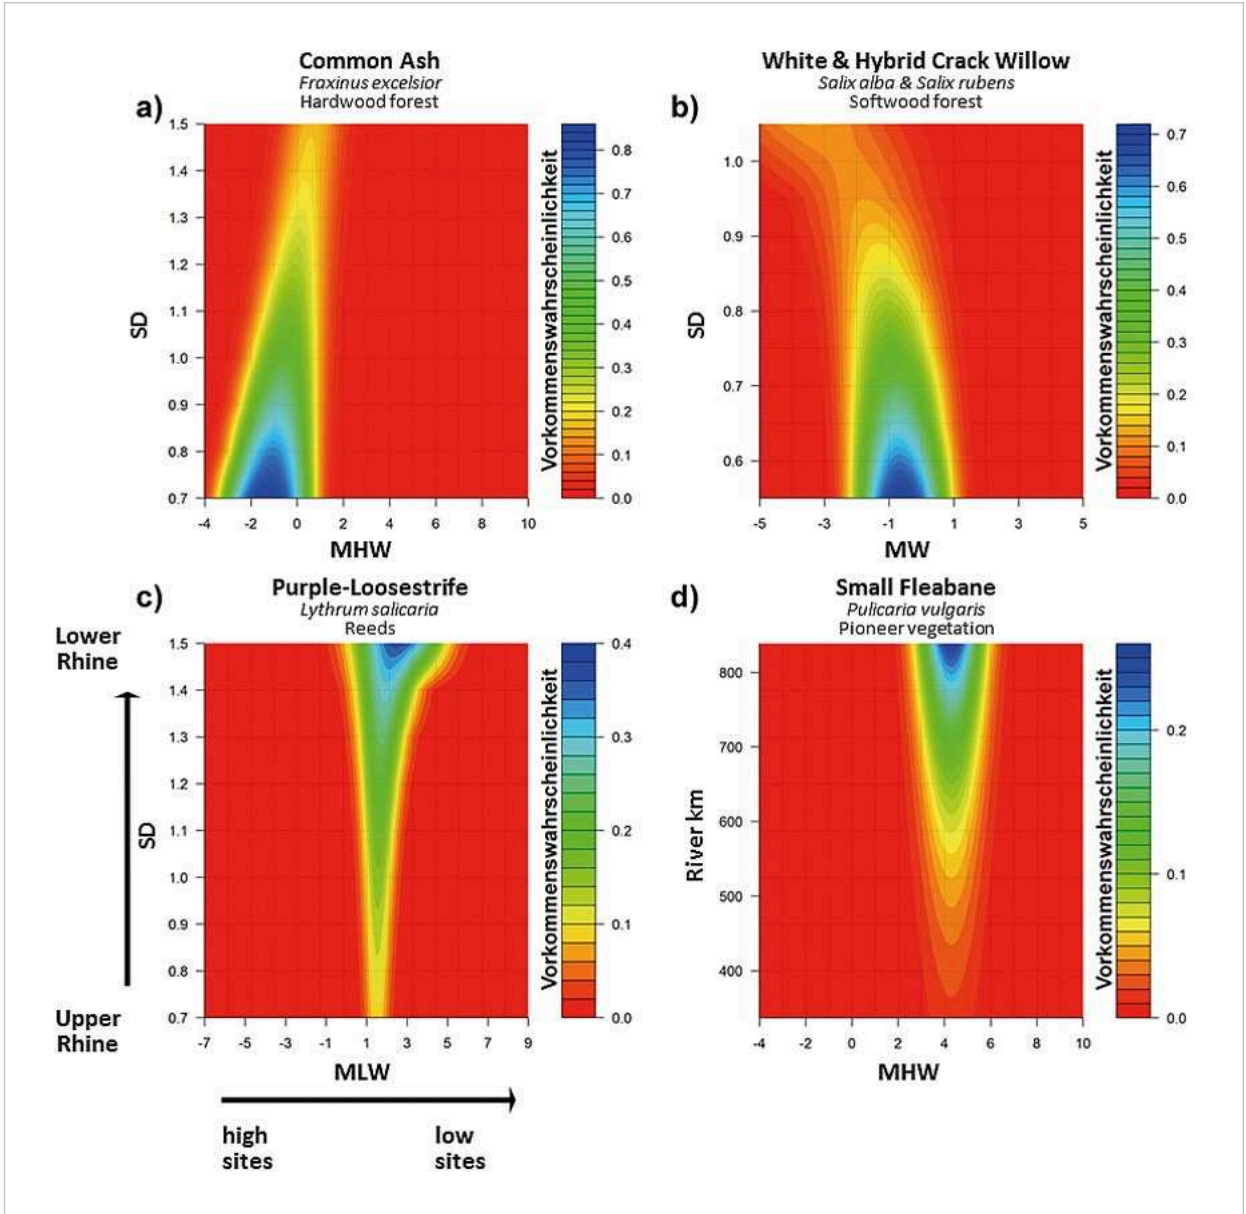 Common Ash
Fraxinus excelsior
Hardwood forest
a)
1.5
1.4
1.3
1.2
1.1
1.0
0.9
0.8
0.7
SD
-4 -2 0 2 4 6 8 10
MHW
Vorkommenswahrscheinlichkeit
0.8
0.7
0.6
0.5
0.4
0.3
0.2
0.1
0.0
White & Hybrid Crack Willow
Salix alba & Salix rubens
Softwood forest
b)
1.0
0.9
0.8
0.7
0.6
SD
-5 -3 -1 1 3 5
MW
Vorkommenswahrscheinlichkeit
0.7
0.6
0.5
0.4
0.3
0.2
0.1
0.0
Purple-Loosestrife
Lythrum salicaria
Reeds
c)
Lower
Rhine
Upper
Rhine
1.5
1.4
1.3
1.2
1.1
1.0
0.9
0.8
0.7
SD
-7 -5 -3 -1 1 3 5 7 9
MLW
high
sites
low
sites
Vorkommenswahrscheinlichkeit
0.4
0.3
0.2
0.1
0.0
Small Fleabane
Pulicaria vulgaris
Pioneer vegetation
d)
800
700
600
500
400
River km
-4 -2 0 2 4 6 8 10
MHW
Vorkommenswahrscheinlichkeit
0.2
0.1
0.0